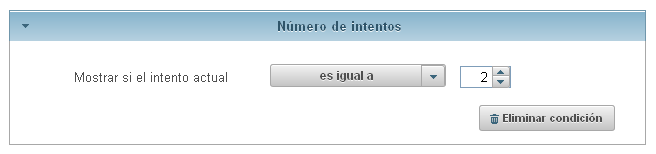 Número de intentos
Mostrar si el intento actual es igual a 2
Eliminar condición